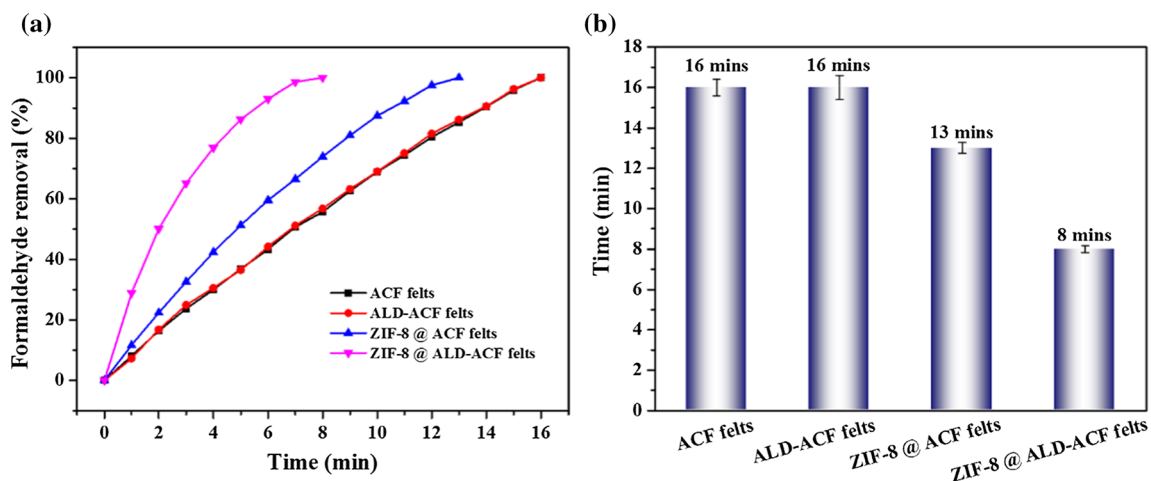 (a)
Formaldehyde removal (%)
100
80
60
40
20
0
ACF felts
ALD-ACF felts
ZIF-8 @ ACF felts
ZIF-8 @ ALD-ACF felts
0 2 4 6 8 10 12 14 16
Time (min)
(b)
Time (min)
18
16
14
12
10
8
6
4
2
0
16 mins
16 mins
13 mins
8 mins
ACF felts
ALD-ACF felts
ZIF-8 @ ACF felts
ZIF-8 @ ALD-ACF felts